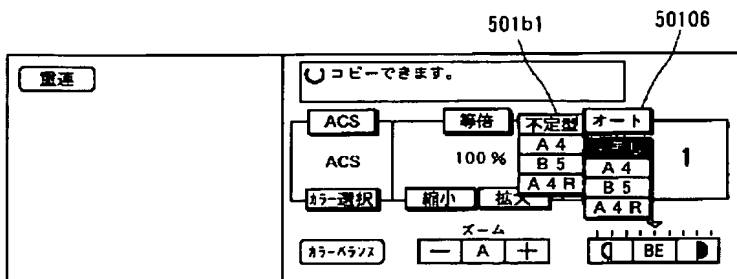 501b1 50106
重連
コピーできます。
ACS 等倍 不定型 オート
A4
B5 A4
A4R B5
A4R
ACS 100% 1
カラー選択 縮小
ズーム
カラーバランス － A ＋ BE